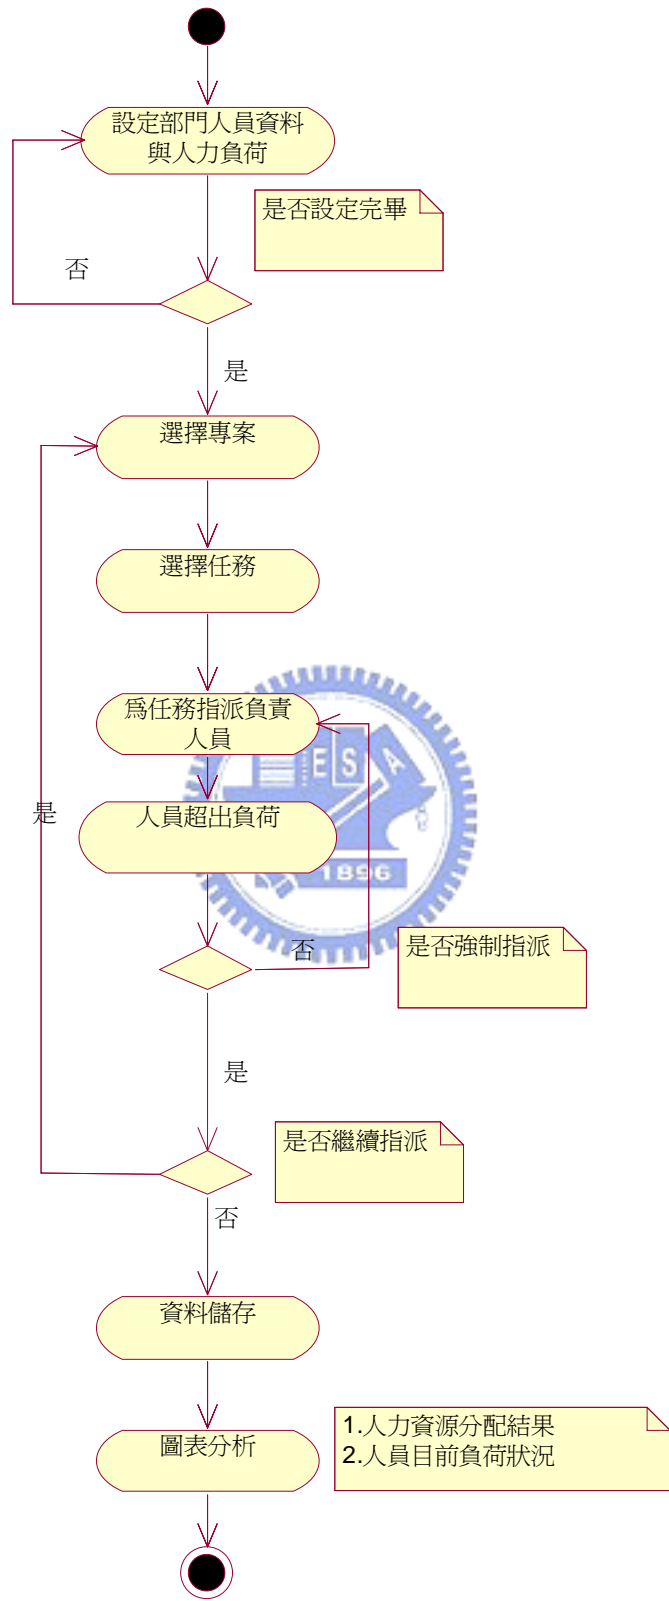 設定部門人員資料
與人力負荷
是否設定完畢
否
是
選擇專案
選擇任務
為任務指派負責
人員
ESA
是
人員超出負荷
1896
否
是否強制指派
是
是否繼續指派
否
資料儲存
1.人力資源分配結果
2.人員目前負荷狀況
圖表分析